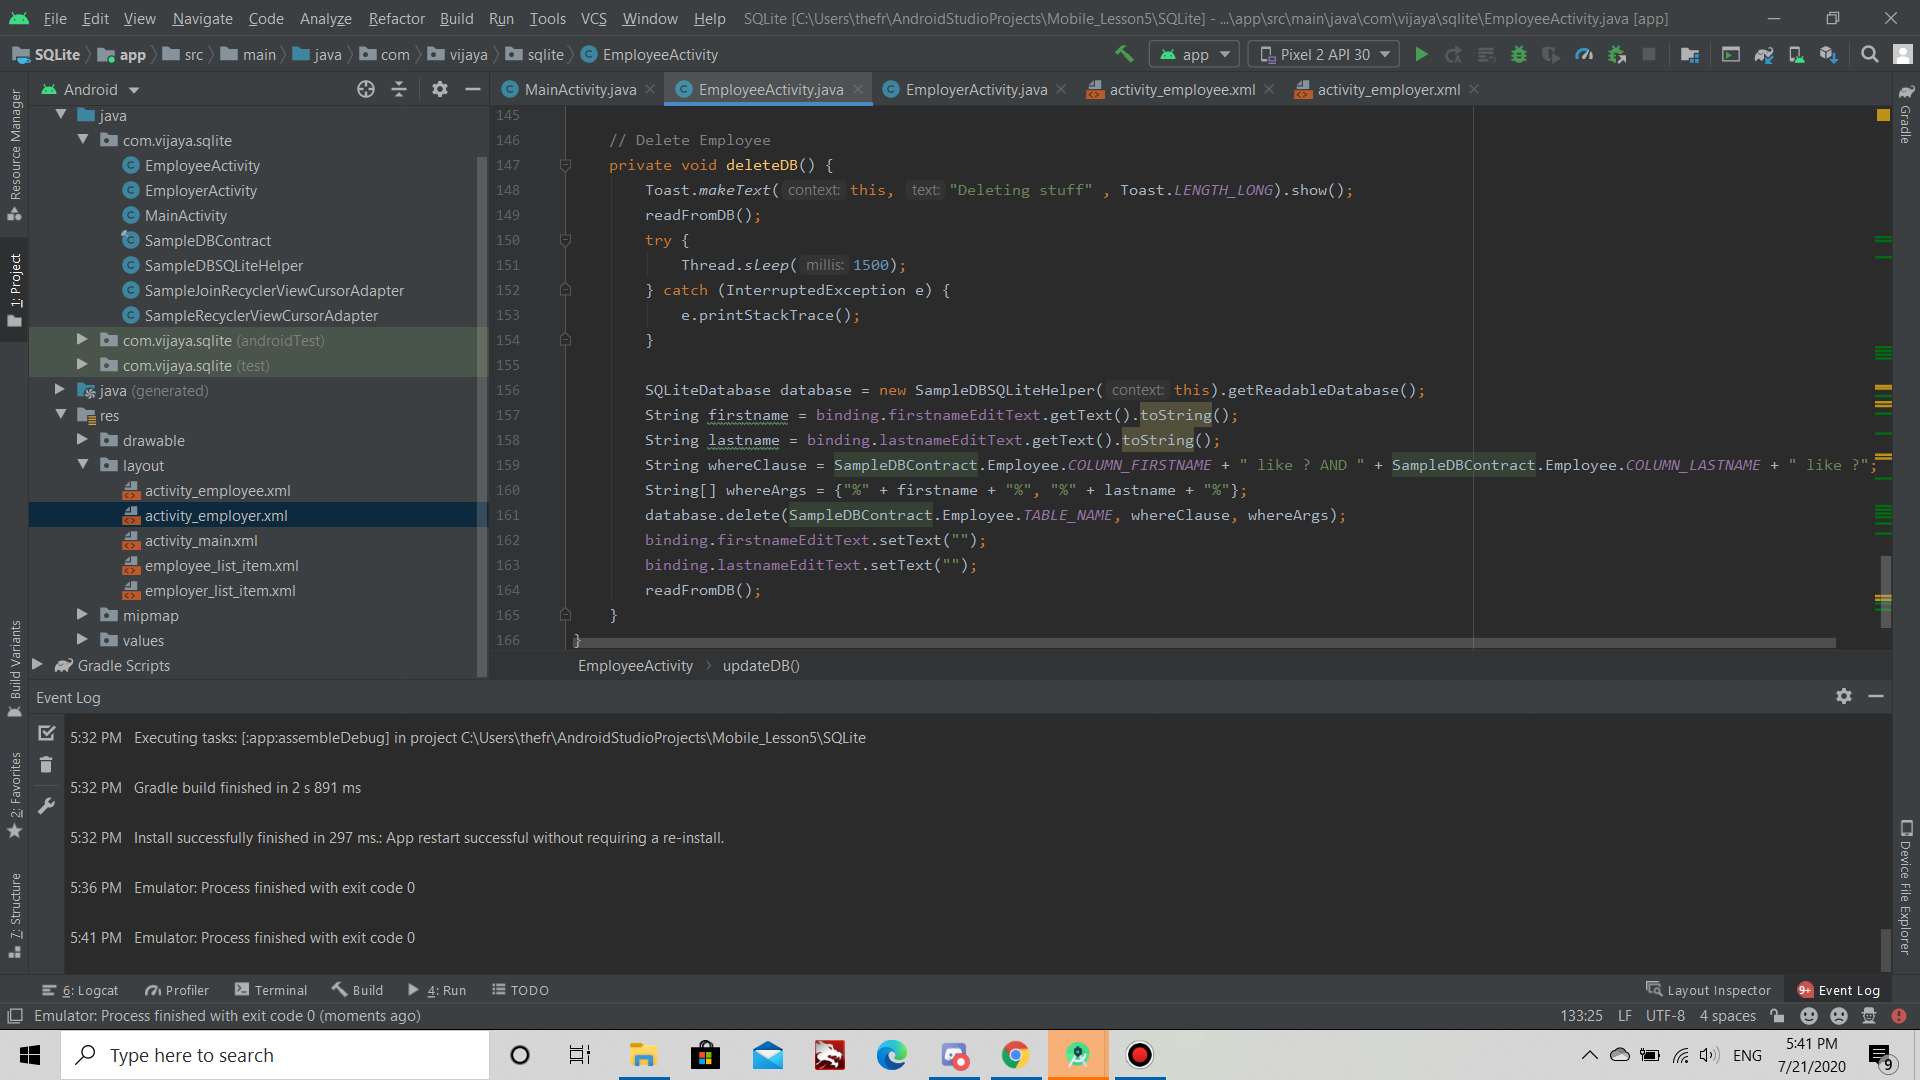 File Edit View Navigate Code Analyze Refactor Build Run Tools VCS Window Help SQLite [C:\Users\thefr\AndroidStudioProjects\Mobile_Lesson5\SQLite] - ...\app\src\main\java\com\vijaya\sqlite\EmployeeActivity.java [app]
SQLite app src main java com vijaya sqlite EmployeeActivity app Pixel 2 API 30
Android
MainActivity.java EmployeeActivity.java EmployerActivity.java activity_employee.xml activity_employer.xml
Resource Manager
1: Project
Build Variants
2: Favorites
7: Structure
java
com.vijaya.sqlite
EmployeeActivity
EmployerActivity
MainActivity
SampleDBContract
SampleDBSQLiteHelper
SampleJoinRecyclerViewCursorAdapter
SampleRecyclerViewCursorAdapter
com.vijaya.sqlite (androidTest)
com.vijaya.sqlite (test)
java (generated)
res
drawable
layout
activity_employee.xml
activity_employer.xml
activity_main.xml
employee_list_item.xml
employer_list_item.xml
mipmap
values
Gradle Scripts
145
146 // Delete Employee
147 private void deleteDB() {
148 Toast.makeText( context: this, text: "Deleting stuff" , Toast.LENGTH_LONG).show();
149 readFromDB();
150 try {
151 Thread.sleep( millis: 1500);
152 } catch (InterruptedException e) {
153 e.printStackTrace();
154 }
155
156 SQLiteDatabase database = new SampleDBSQLiteHelper( context: this).getReadableDatabase();
157 String firstname = binding.firstnameEditText.getText().toString();
158 String lastname = binding.lastnameEditText.getText().toString();
159 String whereClause = SampleDBContract.Employee.COLUMN_FIRSTNAME + " like ? AND " + SampleDBContract.Employee.COLUMN_LASTNAME + " like ?";
160 String[] whereArgs = {"%" + firstname + "%", "%" + lastname + "%"};
161 database.delete(SampleDBContract.Employee.TABLE_NAME, whereClause, whereArgs);
162 binding.firstnameEditText.setText("");
163 binding.lastnameEditText.setText("");
164 readFromDB();
165 }
166 }
EmployeeActivity updateDB()
Gradle
Device File Explorer
Event Log
5:32 PM Executing tasks: [:app:assembleDebug] in project C:\Users\thefr\AndroidStudioProjects\Mobile_Lesson5\SQLite
5:32 PM Gradle build finished in 2 s 891 ms
5:32 PM Install successfully finished in 297 ms.: App restart successful without requiring a re-install.
5:36 PM Emulator: Process finished with exit code 0
5:41 PM Emulator: Process finished with exit code 0
6: Logcat Profiler Terminal Build 4: Run TODO Layout Inspector 9+ Event Log
Emulator: Process finished with exit code 0 (moments ago) 133:25 LF UTF-8 4 spaces
Type here to search ENG 5:41 PM
7/21/2020 9